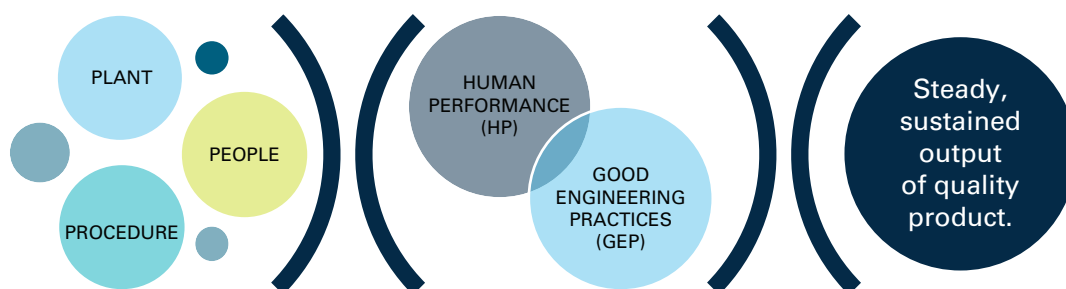 PLANT
PEOPLE
PROCEDURE
HUMAN
PERFORMANCE
(HP)
GOOD
ENGINEERING
PRACTICES
(GEP)
Steady,
sustained
output
of quality
product.